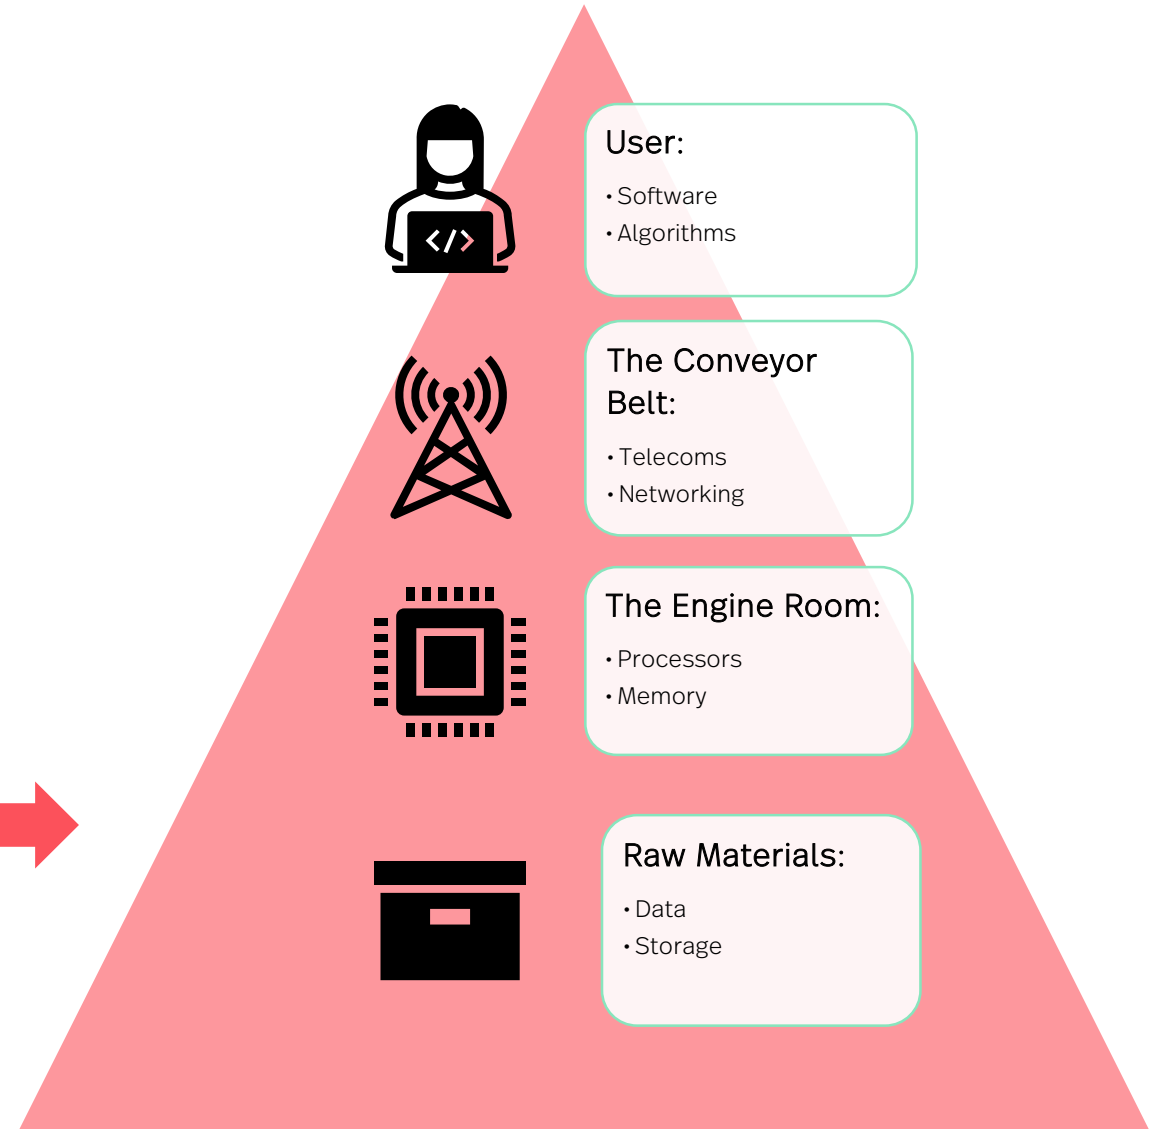 User:
• Software
• Algorithms
</>
The Conveyor
Belt:
• Telecoms
• Networking
The Engine Room:
• Processors
• Memory
Raw Materials:
• Data
• Storage